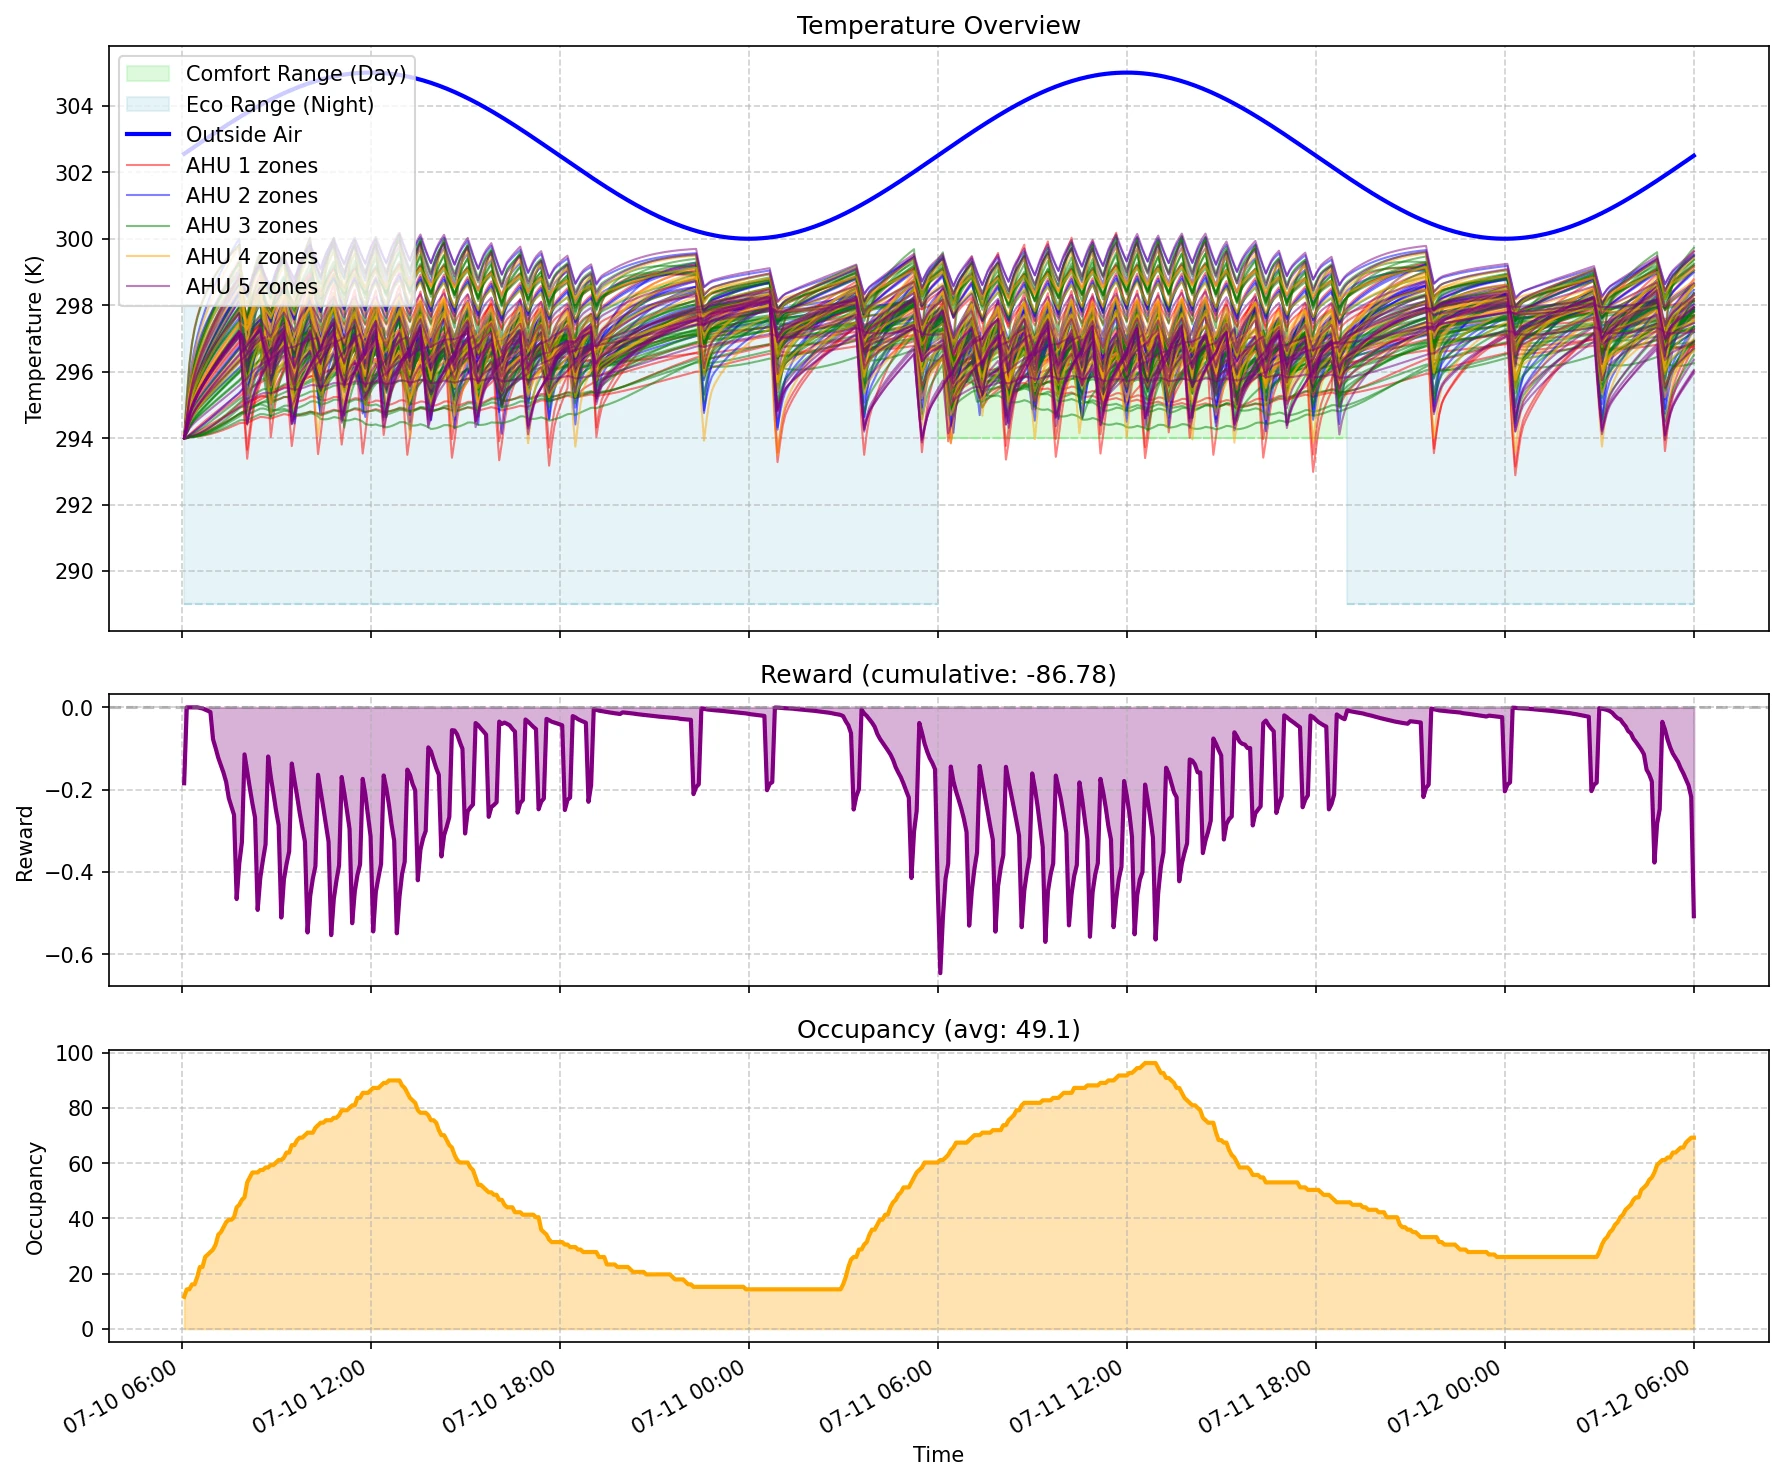 Temperature Overview
Comfort Range (Day)
Eco Range (Night)
Outside Air
AHU 1 zones
AHU 2 zones
AHU 3 zones
AHU 4 zones
AHU 5 zones
Temperature (K)
304
302
300
298
296
294
292
290
Reward (cumulative: -86.78)
Reward
0.0
−0.2
−0.4
−0.6
Occupancy (avg: 49.1)
Occupancy
100
80
60
40
20
0
07-10 06:00
07-10 12:00
07-10 18:00
07-11 00:00
07-11 06:00
07-11 12:00
07-11 18:00
07-12 00:00
07-12 06:00
Time